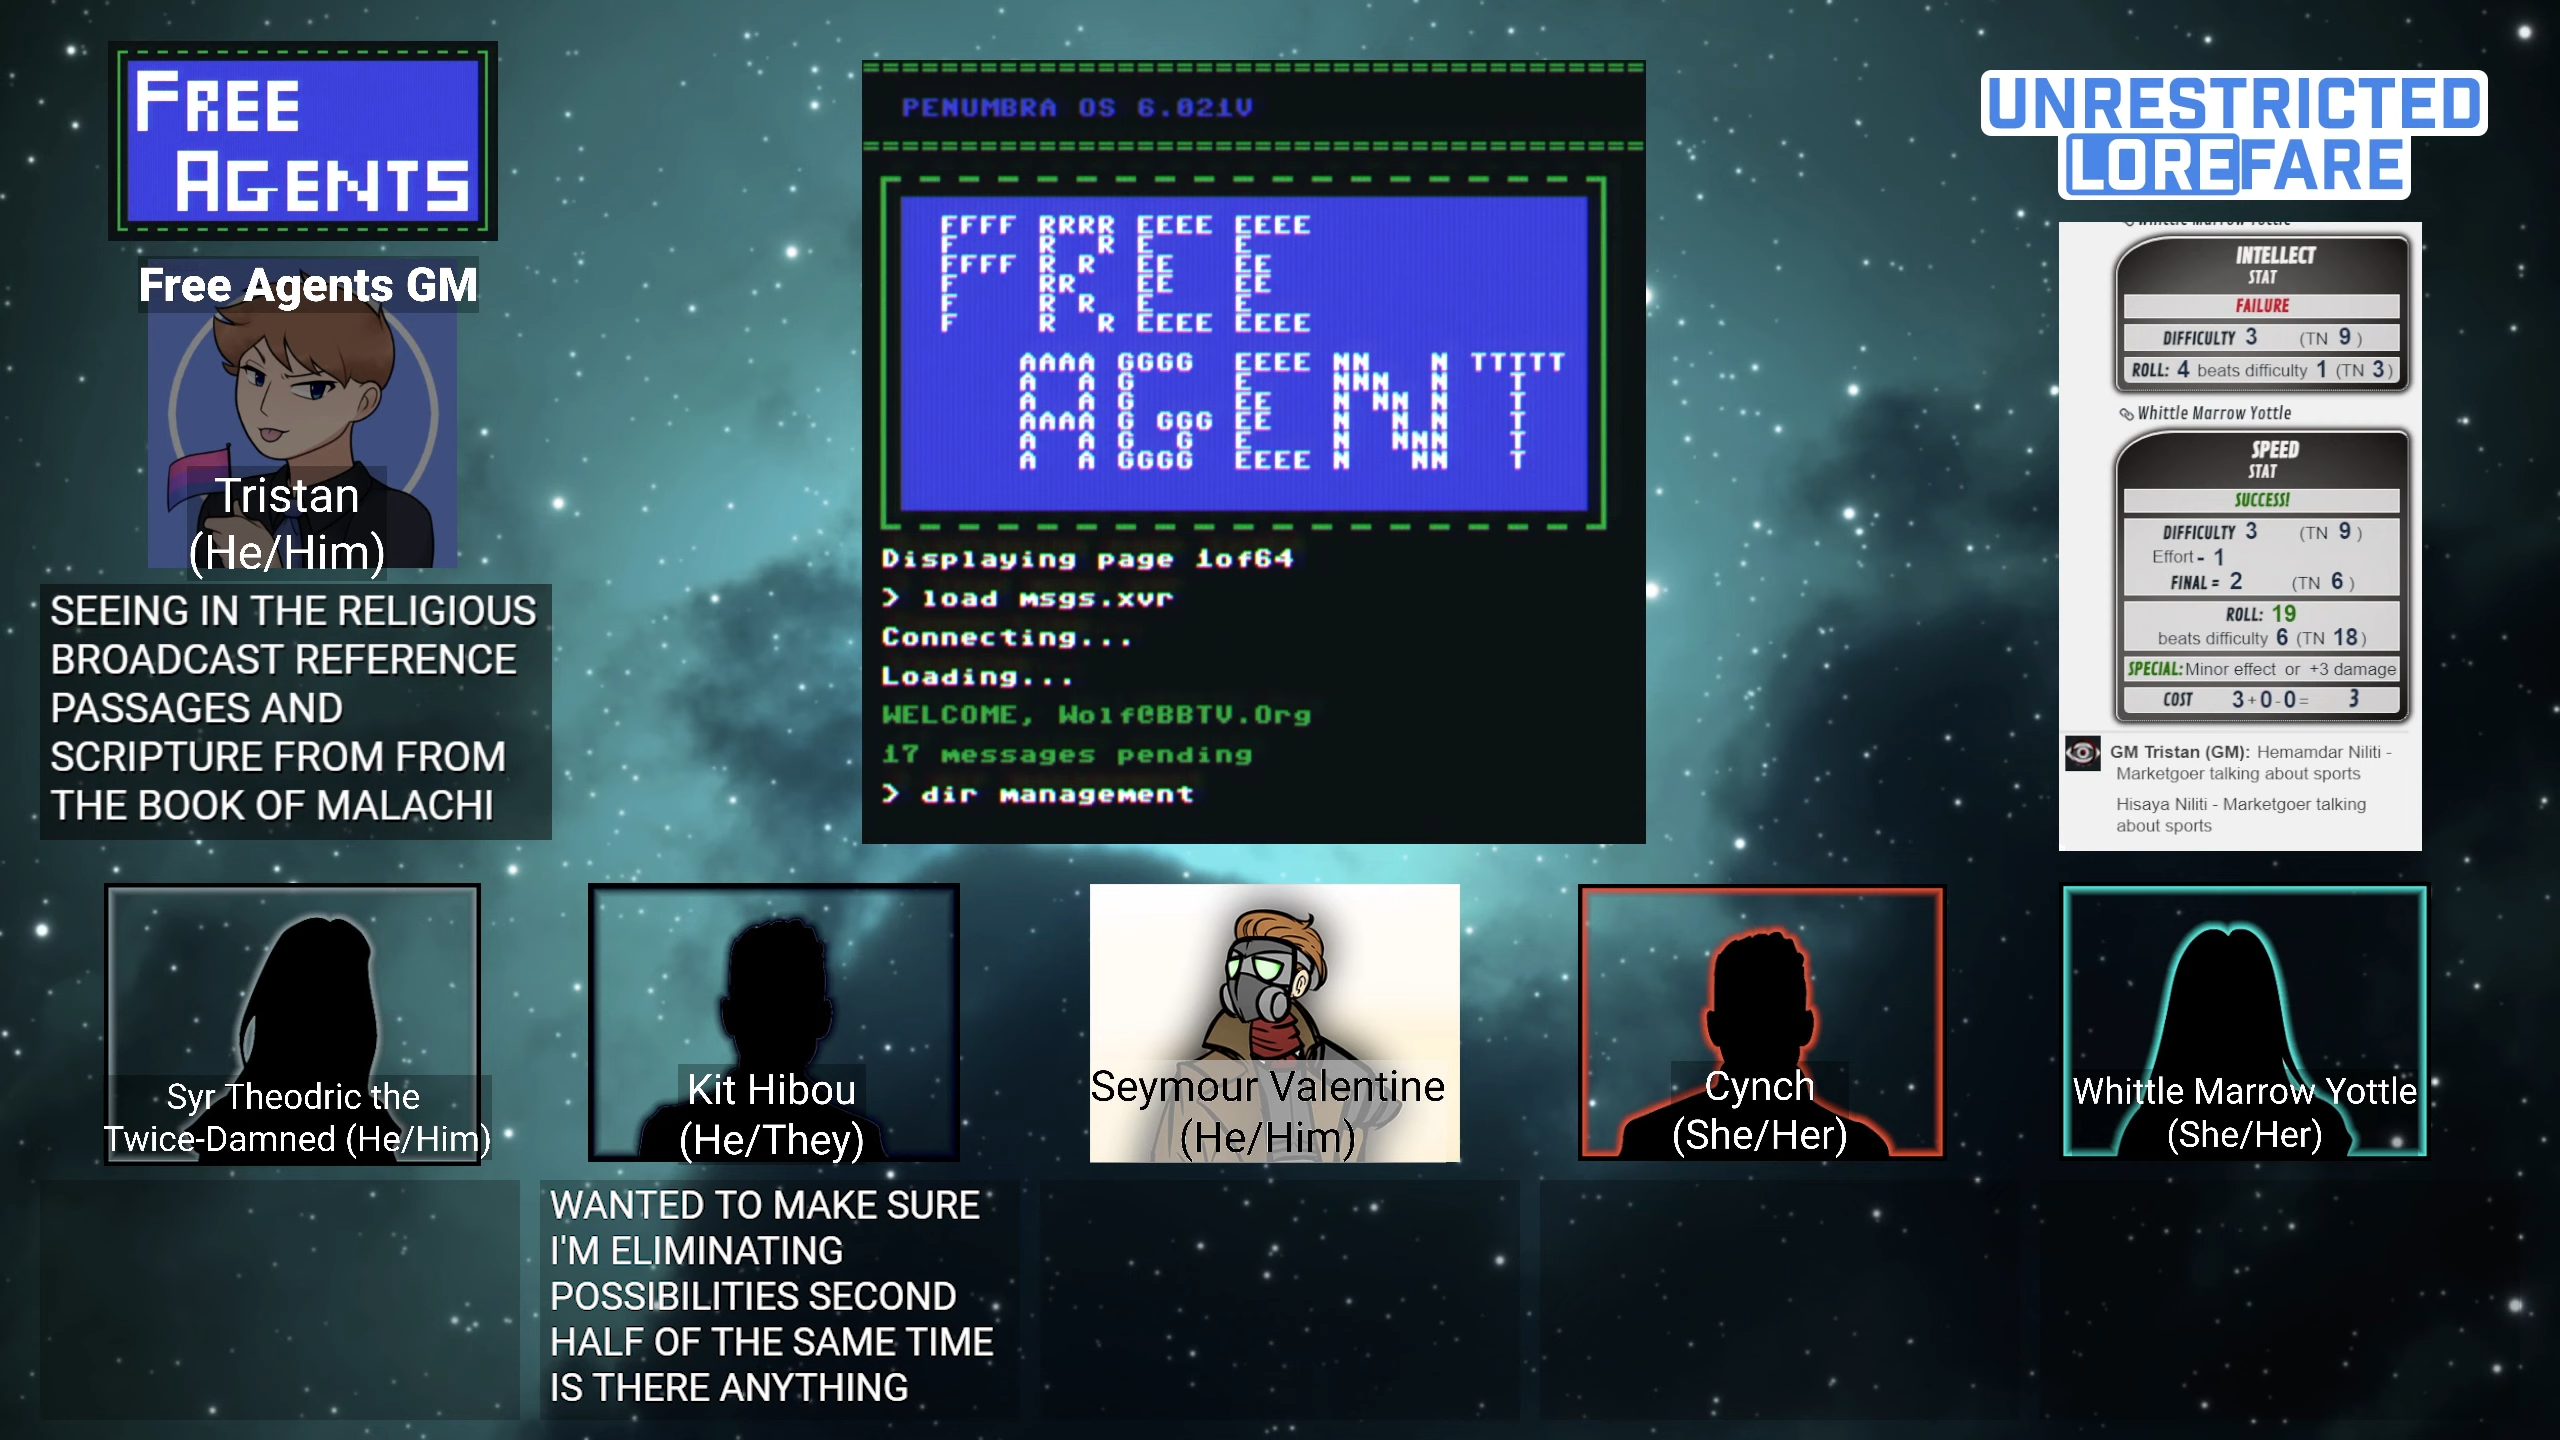 FREE
AGENTS
Free Agents GM
Tristan
(He/Him)
SEEING IN THE RELIGIOUS
BROADCAST REFERENCE
PASSAGES AND
SCRIPTURE FROM FROM
THE BOOK OF MALACHI
PENUMBRA OS 6.021V
FREE
AGENT
Displaying page 1of64
> load msgs.xvr
Connecting...
Loading...
WELCOME, Wolf@BBTV.Org
17 messages pending
> dir management
UNRESTRICTED
LOREFARE
Whittle Marrow Yottle
INTELLECT
STAT
FAILURE
DIFFICULTY 3 (TN 9 )
ROLL: 4 beats difficulty 1 (TN 3 )
Whittle Marrow Yottle
SPEED
STAT
SUCCESS!
DIFFICULTY 3 (TN 9 )
Effort - 1
FINAL = 2 (TN 6 )
ROLL: 19
beats difficulty 6 (TN 18 )
SPECIAL: Minor effect or +3 damage
COST 3+0-0= 3
GM Tristan (GM): Hemamdar Niliti -
Marketgoer talking about sports
Hisaya Niliti - Marketgoer talking
about sports
Syr Theodric the
Twice-Damned (He/Him)
Kit Hibou
(He/They)
Seymour Valentine
(He/Him)
Cynch
(She/Her)
Whittle Marrow Yottle
(She/Her)
WANTED TO MAKE SURE
I'M ELIMINATING
POSSIBILITIES SECOND
HALF OF THE SAME TIME
IS THERE ANYTHING